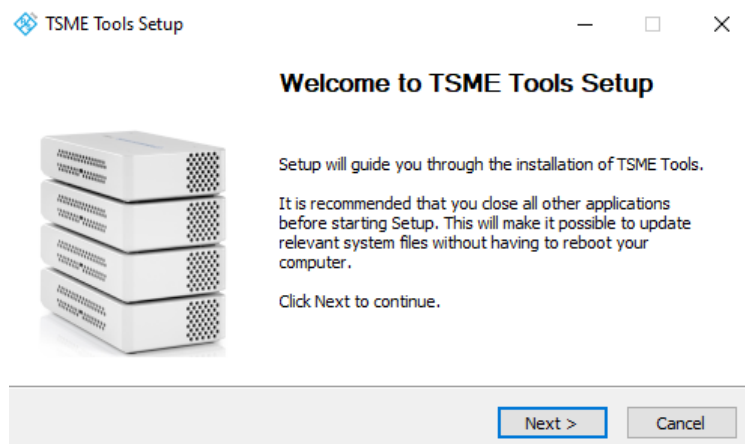 TSME Tools Setup
Welcome to TSME Tools Setup
Setup will guide you through the installation of TSME Tools.
It is recommended that you close all other applications
before starting Setup. This will make it possible to update
relevant system files without having to reboot your
computer.
Click Next to continue.
Next >
Cancel